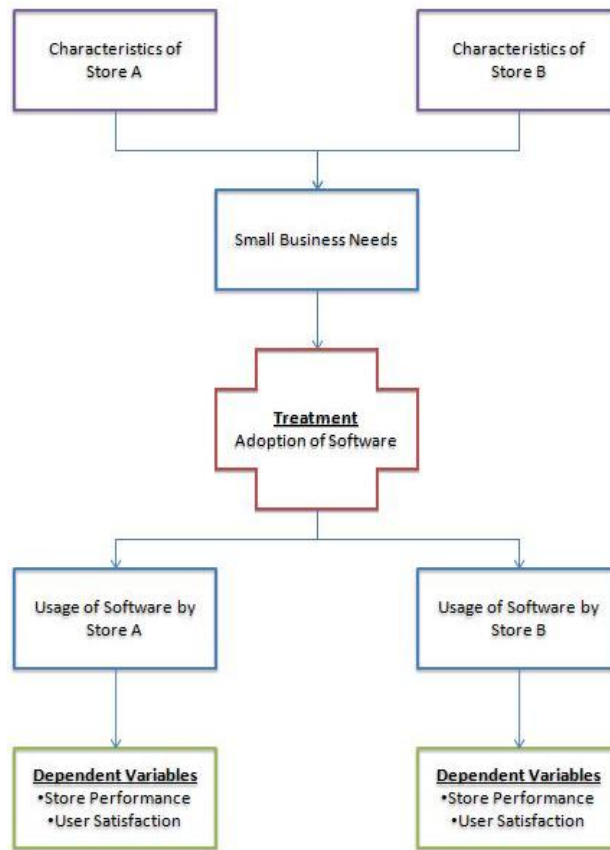 Characteristics of
Store A
Characteristics of
Store B
Small Business Needs
Treatment
Adoption of Software
Usage of Software by
Store A
Usage of Software by
Store B
Dependent Variables
•Store Performance
•User Satisfaction
Dependent Variables
•Store Performance
•User Satisfaction